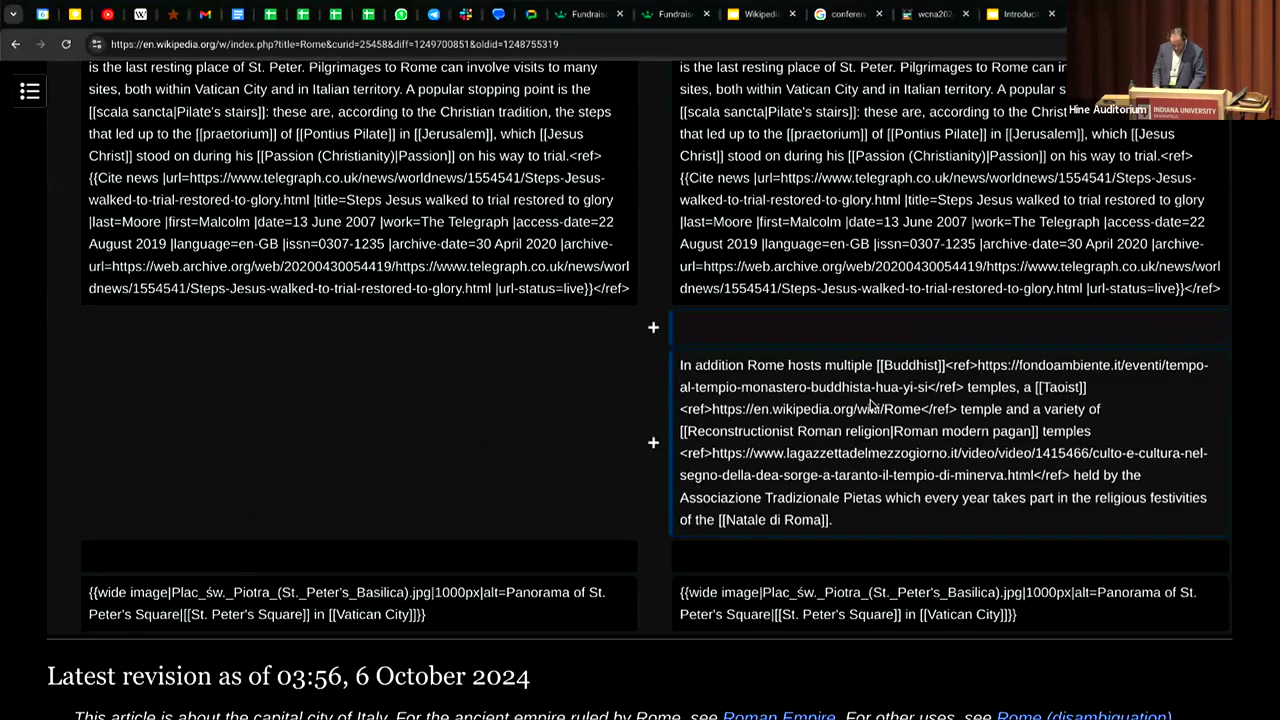 Fundraise
Fundraise
Wikipedi
conferen
wcna202
Introduc
https://en.wikipedia.org/w/index.php?title=Rome&curid=25458&diff=1249700851&oldid=1248755319
Hine Auditorium
INDIANA UNIVERSITY
is the last resting place of St. Peter. Pilgrimages to Rome can involve visits to many
sites, both within Vatican City and in Italian territory. A popular stopping point is the
[[scala sancta|Pilate's stairs]]: these are, according to the Christian tradition, the steps
that led up to the [[praetorium]] of [[Pontius Pilate]] in [[Jerusalem]], which [[Jesus
Christ]] stood on during his [[Passion (Christianity)|Passion]] on his way to trial.<ref>
{{Cite news |url=https://www.telegraph.co.uk/news/worldnews/1554541/Steps-Jesus-
walked-to-trial-restored-to-glory.html |title=Steps Jesus walked to trial restored to glory
|last=Moore |first=Malcolm |date=13 June 2007 |work=The Telegraph |access-date=22
August 2019 |language=en-GB |issn=0307-1235 |archive-date=30 April 2020 |archive-
url=https://web.archive.org/web/20200430054419/https://www.telegraph.co.uk/news/worl
dnews/1554541/Steps-Jesus-walked-to-trial-restored-to-glory.html |url-status=live}}</ref>
is the last resting place of St. Peter. Pilgrimages to Rome can involve visits to
sites, both within Vatican City and in Italian territory. A popular s
[[scala sancta|Pilate's stairs]]: these are, according to the Christ
that led up to the [[praetorium]] of [[Pontius Pilate]] in [[Jerusalem]], which [[Jesus
Christ]] stood on during his [[Passion (Christianity)|Passion]] on his way to trial.<ref>
{{Cite news |url=https://www.telegraph.co.uk/news/worldnews/1554541/Steps-Jesus-
walked-to-trial-restored-to-glory.html |title=Steps Jesus walked to trial restored to glory
|last=Moore |first=Malcolm |date=13 June 2007 |work=The Telegraph |access-date=22
August 2019 |language=en-GB |issn=0307-1235 |archive-date=30 April 2020 |archive-
url=https://web.archive.org/web/20200430054419/https://www.telegraph.co.uk/news/worl
dnews/1554541/Steps-Jesus-walked-to-trial-restored-to-glory.html |url-status=live}}</ref>
+
+
In addition Rome hosts multiple [[Buddhist]]<ref>https://fondoambiente.it/eventi/tempo-
al-tempio-monastero-buddhista-hua-yi-si</ref> temples, a [[Taoist]]
<ref>https://en.wikipedia.org/wiki/Rome</ref> temple and a variety of
[[Reconstructionist Roman religion|Roman modern pagan]] temples
<ref>https://www.lagazzettadelmezzogiorno.it/video/video/1415466/culto-e-cultura-nel-
segno-della-dea-sorge-a-taranto-il-tempio-di-minerva.html</ref> held by the
Associazione Tradizionale Pietas which every year takes part in the religious festivities
of the [[Natale di Roma]].
{{wide image|Plac_św._Piotra_(St._Peter's_Basilica).jpg|1000px|alt=Panorama of St.
Peter's Square|[[St. Peter's Square]] in [[Vatican City]]}}
{{wide image|Plac_św._Piotra_(St._Peter's_Basilica).jpg|1000px|alt=Panorama of St.
Peter's Square|[[St. Peter's Square]] in [[Vatican City]]}}
Latest revision as of 03:56, 6 October 2024
This article is about the capital city of Italy. For the ancient empire ruled by Rome, see Roman Empire. For other uses, see Rome (disambiguation)